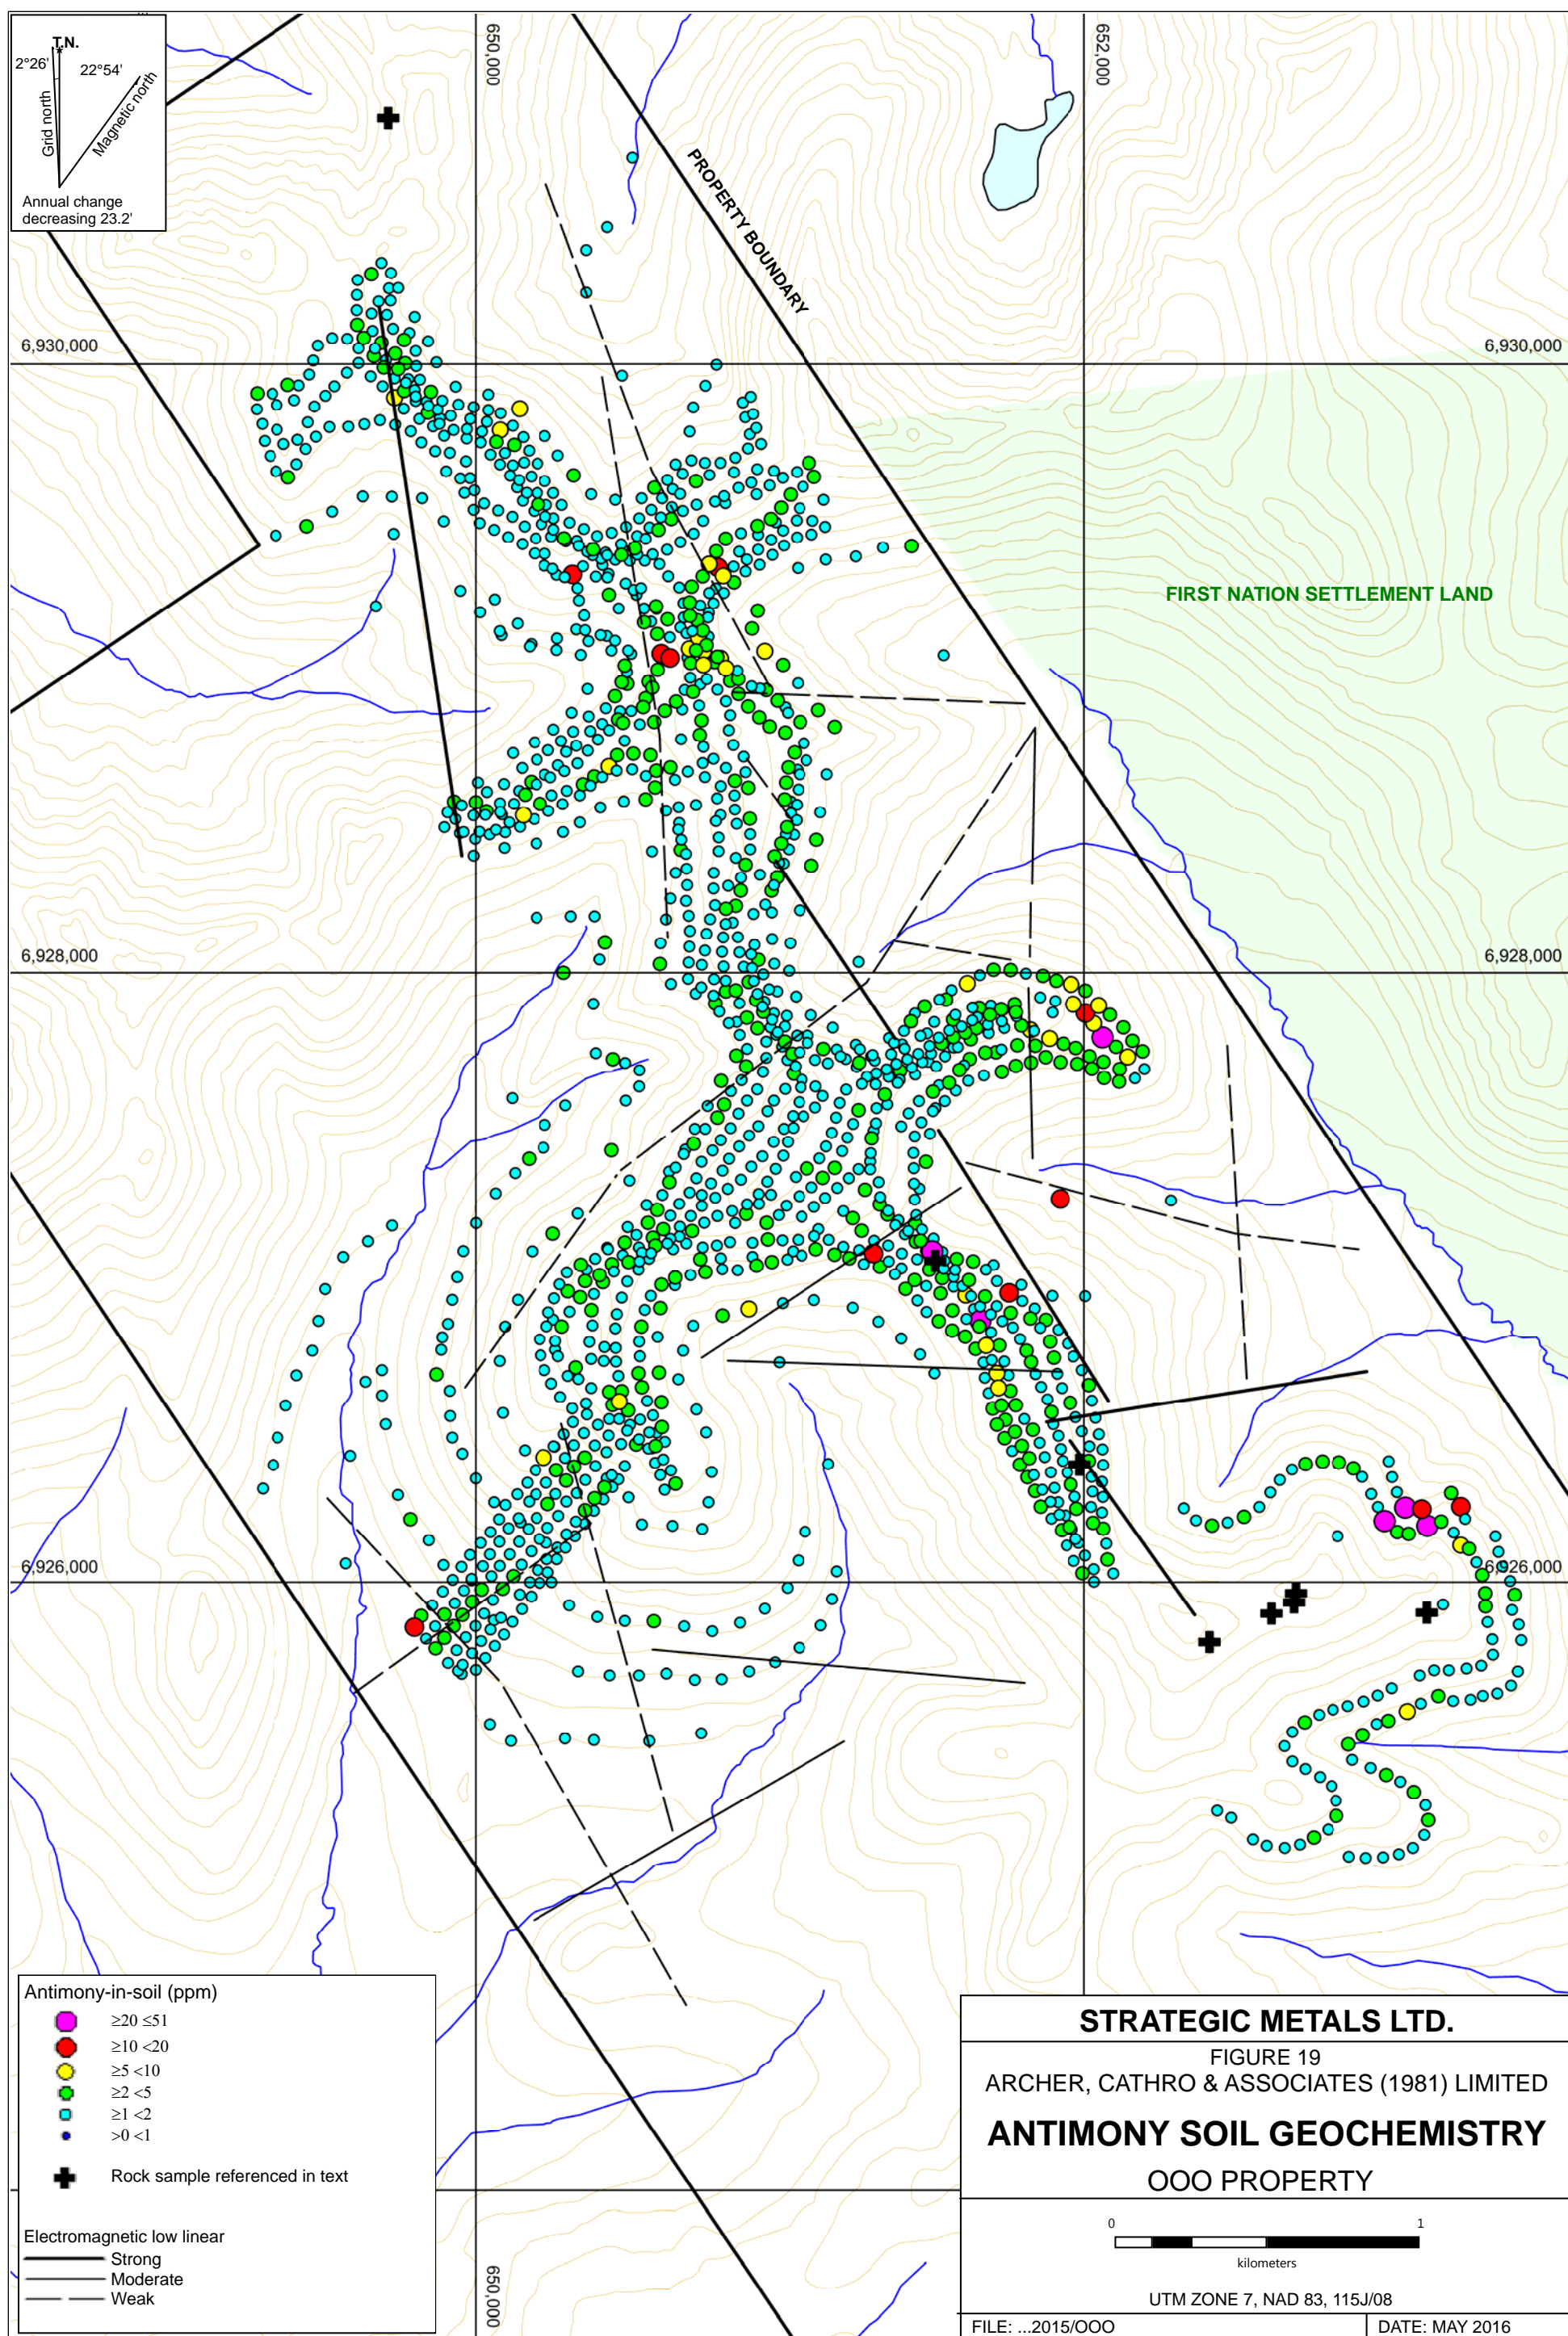 T.N.
2°26'
22°54'
Grid north
Magnetic north
Annual change
decreasing 23.2'
650,000
652,000
PROPERTY BOUNDARY
6,930,000
6,930,000
FIRST NATION SETTLEMENT LAND
6,928,000
6,928,000
6,926,000
6,926,000
650,000
Antimony-in-soil (ppm)
≥20 ≤51
≥10 <20
≥5 <10
≥2 <5
≥1 <2
>0 <1
Rock sample referenced in text
Electromagnetic low linear
Strong
Moderate
Weak
STRATEGIC METALS LTD.
FIGURE 19
ARCHER, CATHRO & ASSOCIATES (1981) LIMITED
ANTIMONY SOIL GEOCHEMISTRY
OOO PROPERTY
0 1
kilometers
UTM ZONE 7, NAD 83, 115J/08
FILE: ...2015/OOO
DATE: MAY 2016